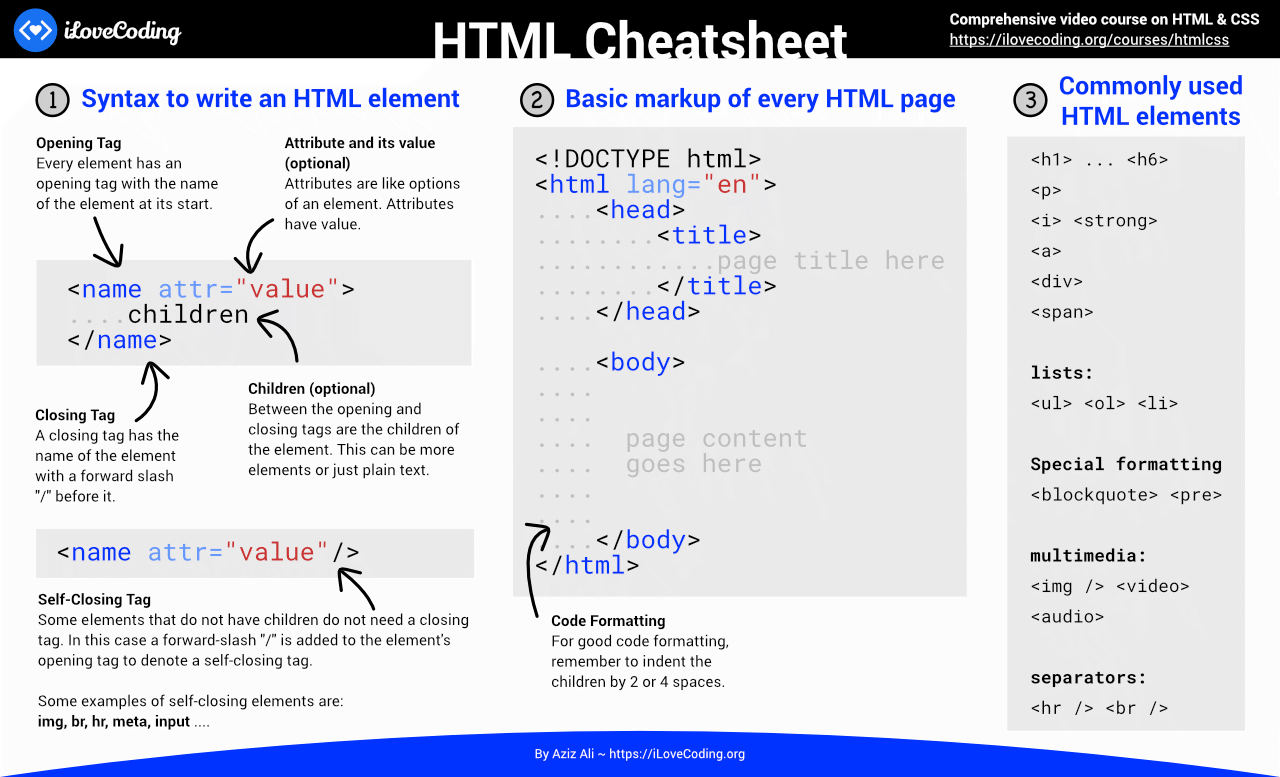 iLoveCoding
HTML Cheatsheet
Comprehensive video course on HTML & CSS
https://ilovecoding.org/courses/htmlcss
1 Syntax to write an HTML element
Opening Tag
Every element has an
opening tag with the name
of the element at its start.
Attribute and its value
(optional)
Attributes are like options
of an element. Attributes
have value.
<name attr="value">
....children
</name>
Closing Tag
A closing tag has the
name of the element
with a forward slash
"/" before it.
Children (optional)
Between the opening and
closing tags are the children of
the element. This can be more
elements or just plain text.
<name attr="value"/>
Self-Closing Tag
Some elements that do not have children do not need a closing
tag. In this case a forward-slash "/" is added to the element's
opening tag to denote a self-closing tag.
Some examples of self-closing elements are:
img, br, hr, meta, input ....
2 Basic markup of every HTML page
<!DOCTYPE html>
<html lang="en">
....<head>
........<title>
............page title here
........</title>
....</head>
....<body>
....
....
.... page content
.... goes here
....
....
....</body>
</html>
Code Formatting
For good code formatting,
remember to indent the
children by 2 or 4 spaces.
3 Commonly used
HTML elements
<h1> ... <h6>
<p>
<i> <strong>
<a>
<div>
<span>
lists:
<ul> <ol> <li>
Special formatting
<blockquote> <pre>
multimedia:
<img /> <video>
<audio>
separators:
<hr /> <br />
By Aziz Ali ~ https://iLoveCoding.org